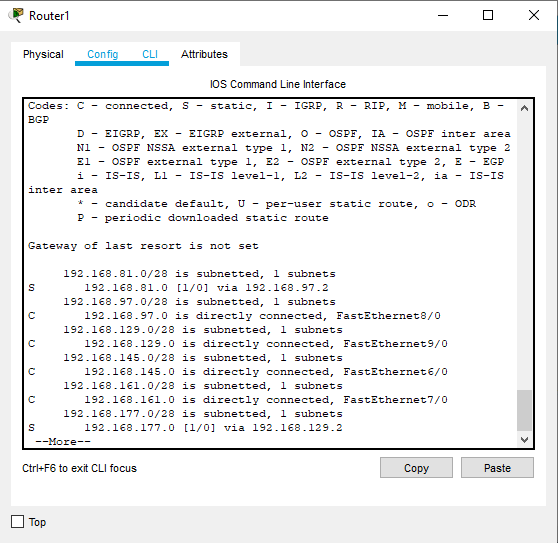 Router1
Physical Config CLI Attributes
IOS Command Line Interface
Codes: C - connected, S - static, I - IGRP, R - RIP, M - mobile, B -
BGP
D - EIGRP, EX - EIGRP external, O - OSPF, IA - OSPF inter area
N1 - OSPF NSSA external type 1, N2 - OSPF NSSA external type 2
E1 - OSPF external type 1, E2 - OSPF external type 2, E - EGP
i - IS-IS, L1 - IS-IS level-1, L2 - IS-IS level-2, ia - IS-IS
inter area
* - candidate default, U - per-user static route, o - ODR
P - periodic downloaded static route
Gateway of last resort is not set
192.168.81.0/28 is subnetted, 1 subnets
S 192.168.81.0 [1/0] via 192.168.97.2
192.168.97.0/28 is subnetted, 1 subnets
C 192.168.97.0 is directly connected, FastEthernet8/0
192.168.129.0/28 is subnetted, 1 subnets
C 192.168.129.0 is directly connected, FastEthernet9/0
192.168.145.0/28 is subnetted, 1 subnets
C 192.168.145.0 is directly connected, FastEthernet6/0
192.168.161.0/28 is subnetted, 1 subnets
C 192.168.161.0 is directly connected, FastEthernet7/0
192.168.177.0/28 is subnetted, 1 subnets
S 192.168.177.0 [1/0] via 192.168.129.2
--More--
Ctrl+F6 to exit CLI focus Copy Paste
Top